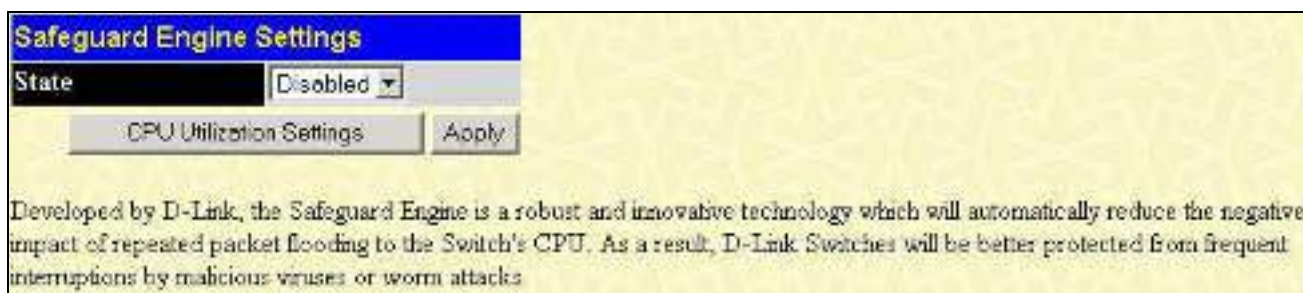 Safeguard Engine Settings
State Disabled
CPU Utilization Settings Apply
Developed by D-Link, the Safeguard Engine is a robust and innovative technology which will automatically reduce the negative
impact of repeated packet flooding to the Switch's CPU. As a result, D-Link Switches will be better protected from frequent
interruptions by malicious viruses or worm attacks